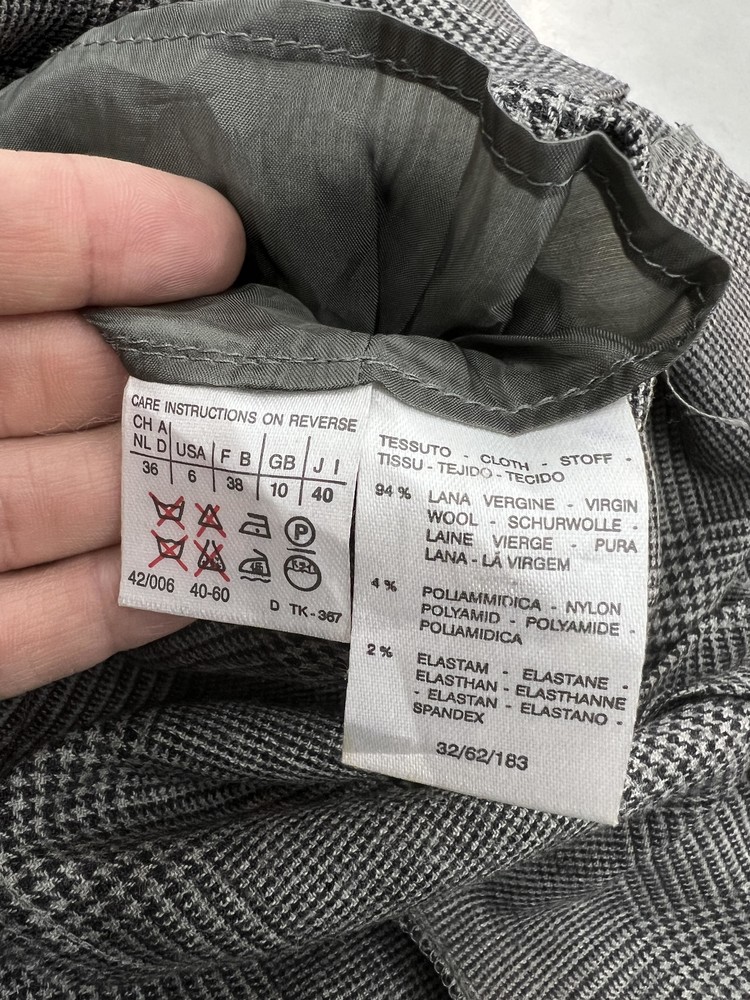 CARE INSTRUCTIONS ON REVERSE
CH A
NL D USA F B GB J I
36 6 38 10 40
P
42/006 40-60
D TK-367
TESSUTO - CLOTH - STOFF -
TISSU - TEJIDO - TECIDO
94 % LANA VERGINE - VIRGIN
WOOL - SCHURWOLLE -
LAINE VIERGE - PURA
LANA - LÃ VIRGEM
4 % POLIAMMIDICA - NYLON
POLYAMID - POLYAMIDE -
POLIAMIDICA
2 % ELASTAM - ELASTANE -
ELASTHAN - ELASTHANNE
- ELASTAN - ELASTANO -
SPANDEX
32/62/183